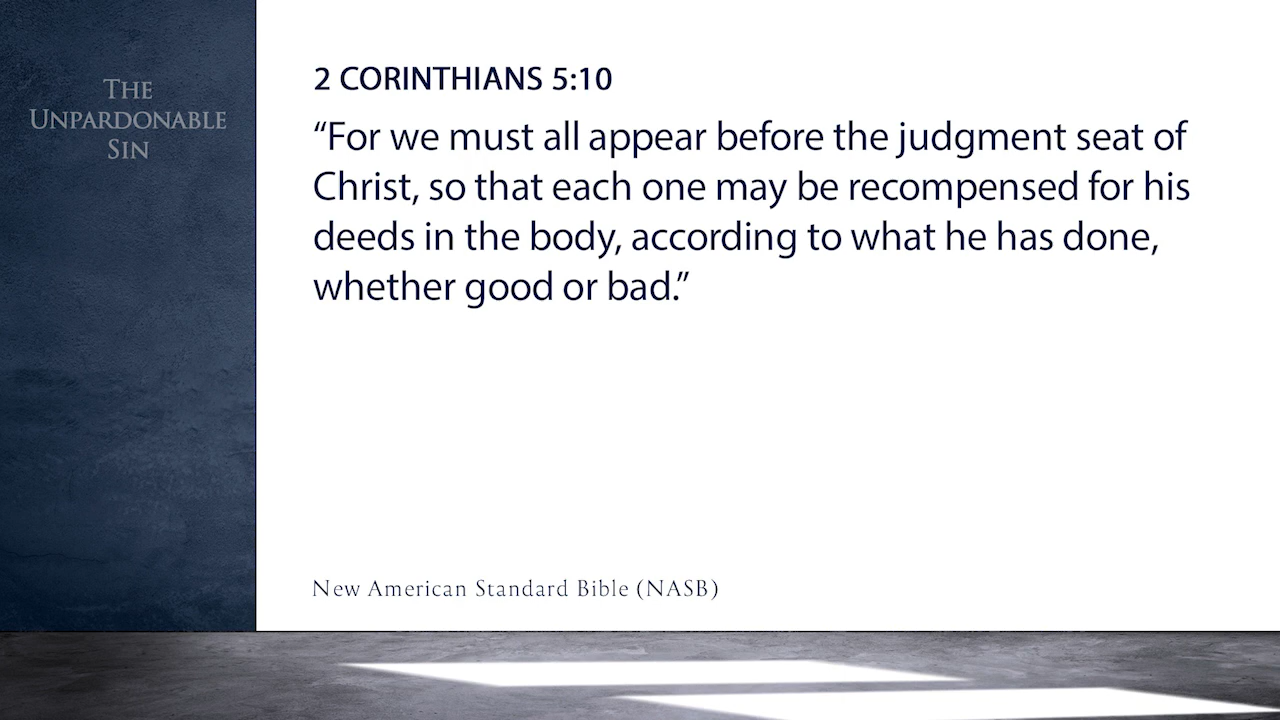 The
Unpardonable
Sin
2 CORINTHIANS 5:10
“For we must all appear before the judgment seat of
Christ, so that each one may be recompensed for his
deeds in the body, according to what he has done,
whether good or bad.”
New American Standard Bible (NASB)